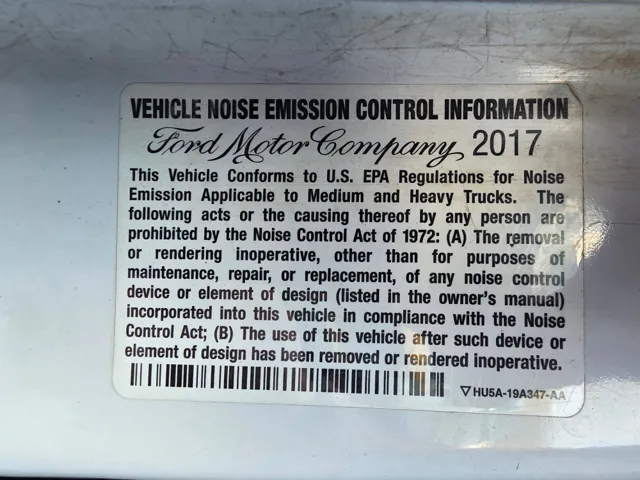 VEHICLE NOISE EMISSION CONTROL INFORMATION
Ford Motor Company 2017
This Vehicle Conforms to U.S. EPA Regulations for Noise
Emission Applicable to Medium and Heavy Trucks. The
following acts or the causing thereof by any person are
prohibited by the Noise Control Act of 1972: (A) The removal
or rendering inoperative, other than for purposes of
maintenance, repair, or replacement, of any noise control
device or element of design (listed in the owner's manual)
incorporated into this vehicle in compliance with the Noise
Control Act; (B) The use of this vehicle after such device or
element of design has been removed or rendered inoperative.
HU5A-19A347-AA